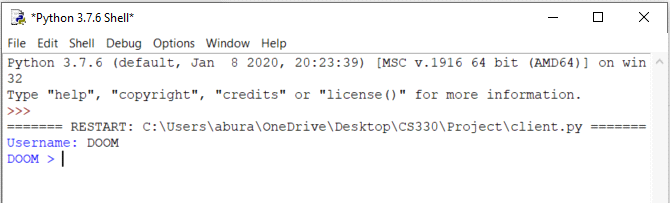 *Python 3.7.6 Shell*
File Edit Shell Debug Options Window Help
Python 3.7.6 (default, Jan  8 2020, 20:23:39) [MSC v.1916 64 bit (AMD64)] on win
32
Type "help", "copyright", "credits" or "license()" for more information.
>>>
======= RESTART: C:\Users\abura\OneDrive\Desktop\CS330\Project\client.py =======
Username: DOOM
DOOM >